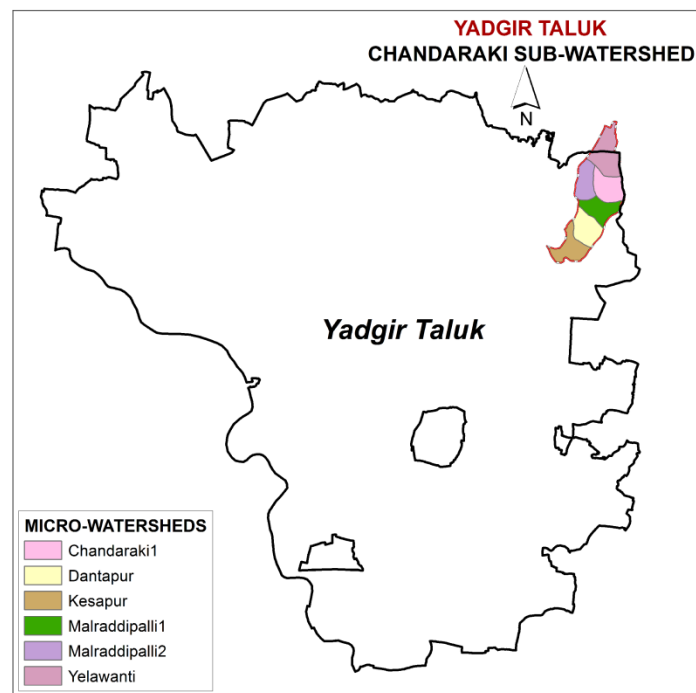 YADGIR TALUK
CHANDARAKI SUB-WATERSHED
N
Yadgir Taluk
MICRO-WATERSHEDS
Chandaraki1
Dantapur
Kesapur
Malraddipalli1
Malraddipalli2
Yelawanti